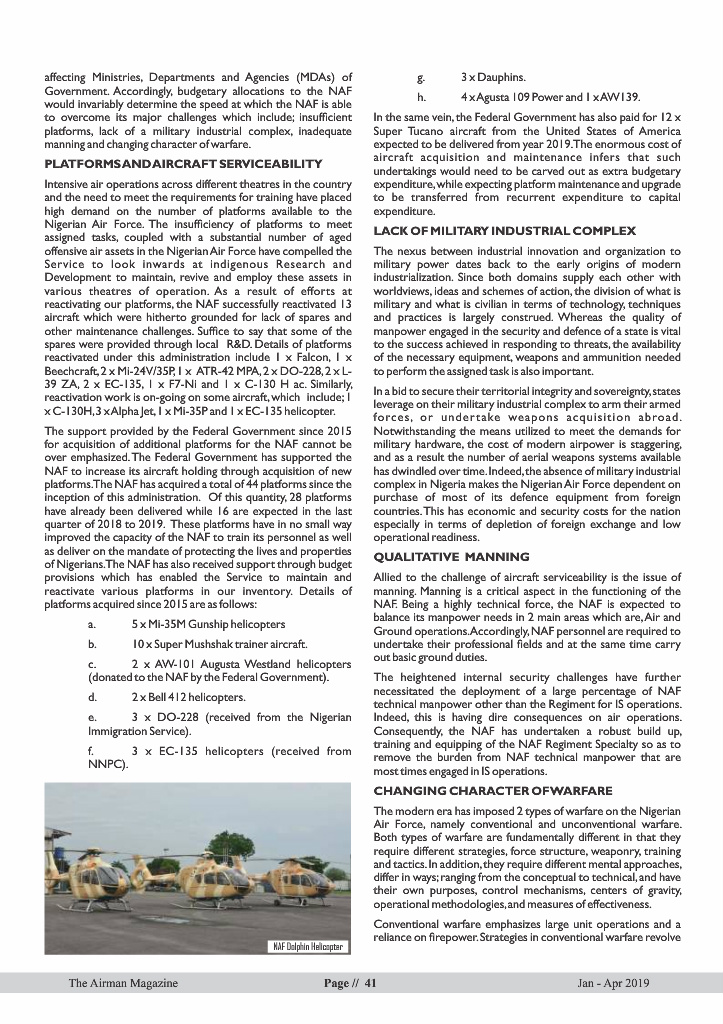 affecting Ministries, Departments and Agencies (MDAs) of
Government. Accordingly, budgetary allocations to the NAF
would invariably determine the speed at which the NAF is able
to overcome its major challenges which include; insufficient
platforms, lack of a military industrial complex, inadequate
manning and changing character of warfare.
PLATFORMS AND AIRCRAFT SERVICEABILITY
Intensive air operations across different theatres in the country
and the need to meet the requirements for training have placed
high demand on the number of platforms available to the
Nigerian Air Force. The insufficiency of platforms to meet
assigned tasks, coupled with a substantial number of aged
offensive air assets in the Nigerian Air Force have compelled the
Service to look inwards at indigenous Research and
Development to maintain, revive and employ these assets in
various theatres of operation. As a result of efforts at
reactivating our platforms, the NAF successfully reactivated 13
aircraft which were hitherto grounded for lack of spares and
other maintenance challenges. Suffice to say that some of the
spares were provided through local R&D. Details of platforms
reactivated under this administration include 1 x Falcon, 1 x
Beechcraft, 2 x Mi-24V/35P, 1 x ATR-42 MPA, 2 x DO-228, 2 x L-
39 ZA, 2 x EC-135, 1 x F7-Ni and 1 x C-130 H ac. Similarly,
reactivation work is on-going on some aircraft, which include; 1
x C-130H, 3 x Alpha Jet, 1 x Mi-35P and 1 x EC-135 helicopter.
The support provided by the Federal Government since 2015
for acquisition of additional platforms for the NAF cannot be
over emphasized. The Federal Government has supported the
NAF to increase its aircraft holding through acquisition of new
platforms. The NAF has acquired a total of 44 platforms since the
inception of this administration. Of this quantity, 28 platforms
have already been delivered while 16 are expected in the last
quarter of 2018 to 2019. These platforms have in no small way
improved the capacity of the NAF to train its personnel as well
as deliver on the mandate of protecting the lives and properties
of Nigerians. The NAF has also received support through budget
provisions which has enabled the Service to maintain and
reactivate various platforms in our inventory. Details of
platforms acquired since 2015 are as follows:
a. 5 x Mi-35M Gunship helicopters
b. 10 x Super Mushshak trainer aircraft.
c. 2 x AW-101 Augusta Westland helicopters
(donated to the NAF by the Federal Government).
d. 2 x Bell 412 helicopters.
e. 3 x DO-228 (received from the Nigerian
Immigration Service).
f. 3 x EC-135 helicopters (received from
NNPC).
NAF Dolphin Helicopter
g. 3 x Dauphins.
h. 4 x Agusta 109 Power and 1 x AW139.
In the same vein, the Federal Government has also paid for 12 x
Super Tucano aircraft from the United States of America
expected to be delivered from year 2019. The enormous cost of
aircraft acquisition and maintenance infers that such
undertakings would need to be carved out as extra budgetary
expenditure, while expecting platform maintenance and upgrade
to be transferred from recurrent expenditure to capital
expenditure.
LACK OF MILITARY INDUSTRIAL COMPLEX
The nexus between industrial innovation and organization to
military power dates back to the early origins of modern
industrialization. Since both domains supply each other with
worldviews, ideas and schemes of action, the division of what is
military and what is civilian in terms of technology, techniques
and practices is largely construed. Whereas the quality of
manpower engaged in the security and defence of a state is vital
to the success achieved in responding to threats, the availability
of the necessary equipment, weapons and ammunition needed
to perform the assigned task is also important.
In a bid to secure their territorial integrity and sovereignty, states
leverage on their military industrial complex to arm their armed
forces, or undertake weapons acquisition abroad.
Notwithstanding the means utilized to meet the demands for
military hardware, the cost of modern airpower is staggering,
and as a result the number of aerial weapons systems available
has dwindled over time. Indeed, the absence of military industrial
complex in Nigeria makes the Nigerian Air Force dependent on
purchase of most of its defence equipment from foreign
countries. This has economic and security costs for the nation
especially in terms of depletion of foreign exchange and low
operational readiness.
QUALITATIVE MANNING
Allied to the challenge of aircraft serviceability is the issue of
manning. Manning is a critical aspect in the functioning of the
NAF. Being a highly technical force, the NAF is expected to
balance its manpower needs in 2 main areas which are, Air and
Ground operations. Accordingly, NAF personnel are required to
undertake their professional fields and at the same time carry
out basic ground duties.
The heightened internal security challenges have further
necessitated the deployment of a large percentage of NAF
technical manpower other than the Regiment for IS operations.
Indeed, this is having dire consequences on air operations.
Consequently, the NAF has undertaken a robust build up,
training and equipping of the NAF Regiment Specialty so as to
remove the burden from NAF technical manpower that are
most times engaged in IS operations.
CHANGING CHARACTER OF WARFARE
The modern era has imposed 2 types of warfare on the Nigerian
Air Force, namely conventional and unconventional warfare.
Both types of warfare are fundamentally different in that they
require different strategies, force structure, weaponry, training
and tactics. In addition, they require different mental approaches,
differ in ways; ranging from the conceptual to technical, and have
their own purposes, control mechanisms, centers of gravity,
operational methodologies, and measures of effectiveness.
Conventional warfare emphasizes large unit operations and a
reliance on firepower. Strategies in conventional warfare revolve
The Airman Magazine
Page // 41
Jan - Apr 2019